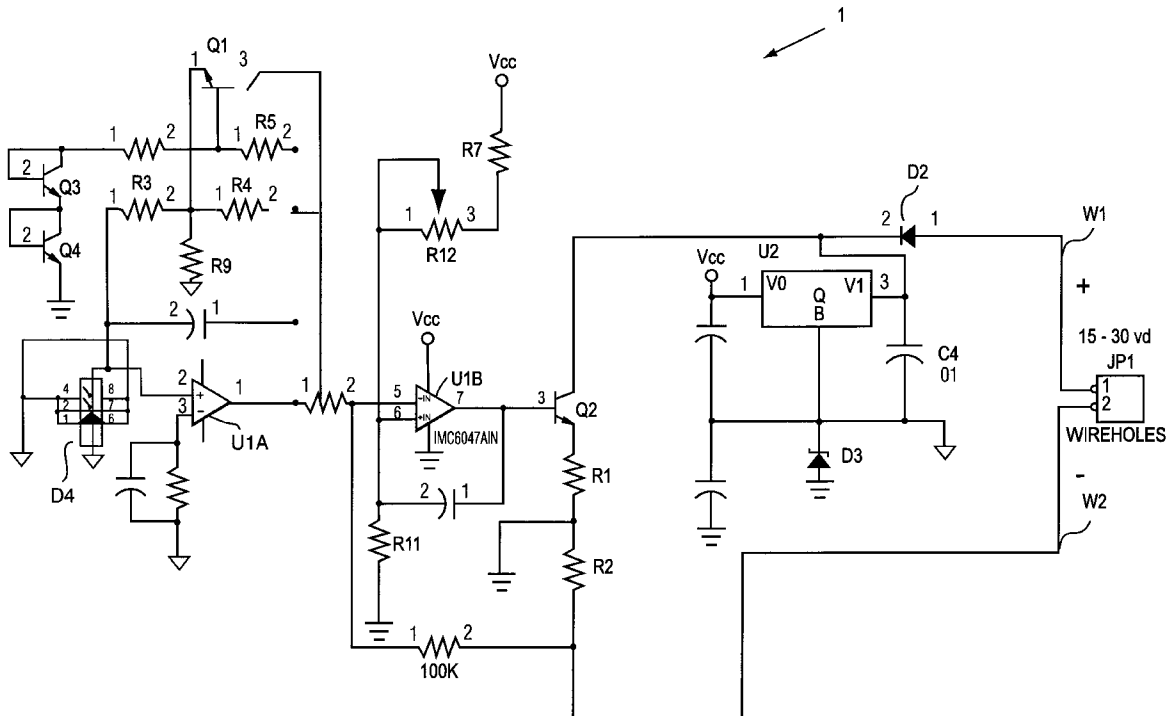 1
Q1
1 3
Vcc
1 2 R5 2
R7
2 Q3
R3
1 2 1 R4 2
D2
2 1
W1
1 3
R12
2 Q4
R9
U2
Vcc
1 V0 V1 3
Q
B
+
2 1
Vcc
C4
01
15 - 30 vd
JP1
1
2
WIREHOLES
4 8
2 7
1 6
2 + 1
3 −
U1A
1 2
5 −IN 7
6 +IN
U1B
IMC6047AIN
3
Q2
D4
R1
D3
−
W2
2 1
R11
R2
1 2
100K